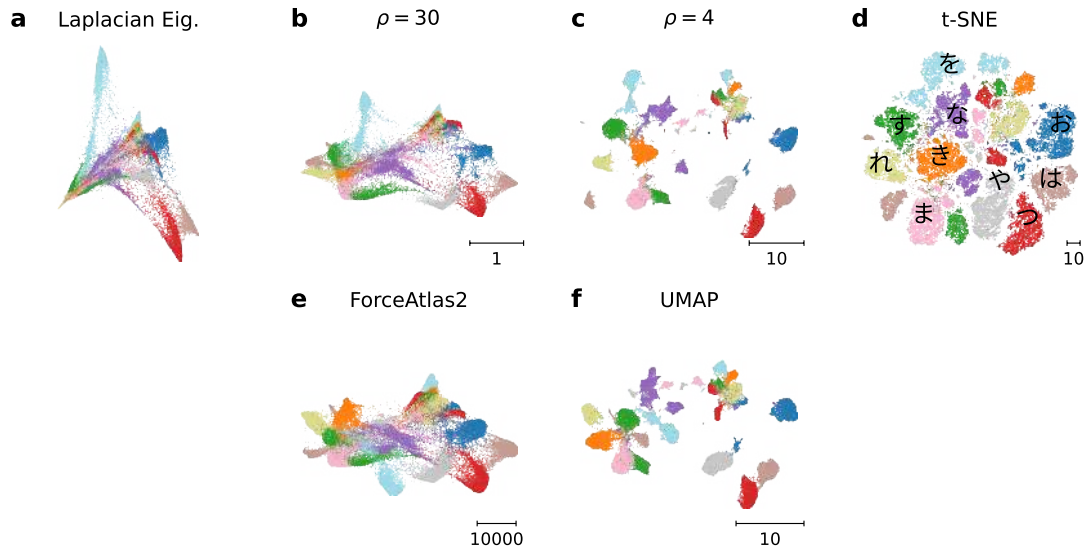 a Laplacian Eig.
b ρ = 30
c ρ = 4
d t-SNE
を
す
な
お
れ
き
や
は
ま
つ
1
10
10
e ForceAtlas2
f UMAP
10000
10